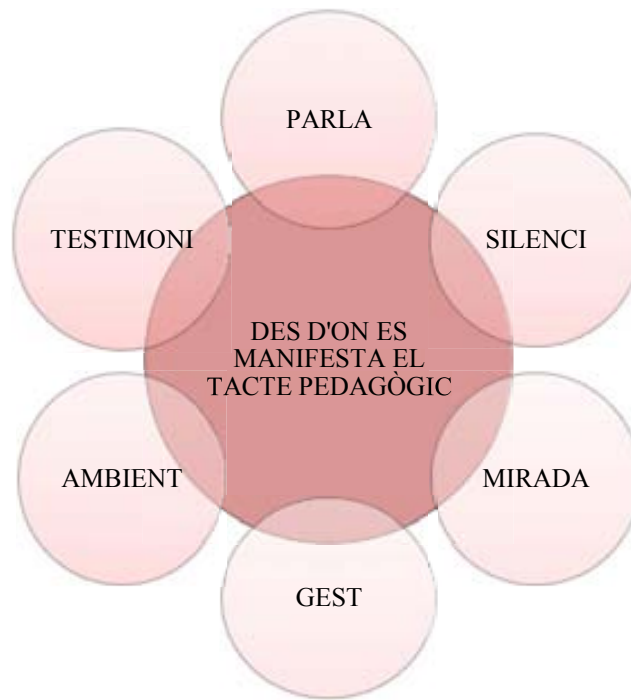 PARLA
TESTIMONI
SILENCI
DES D'ON ES
MANIFESTA EL
TACTE PEDAGÒGIC
AMBIENT
MIRADA
GEST